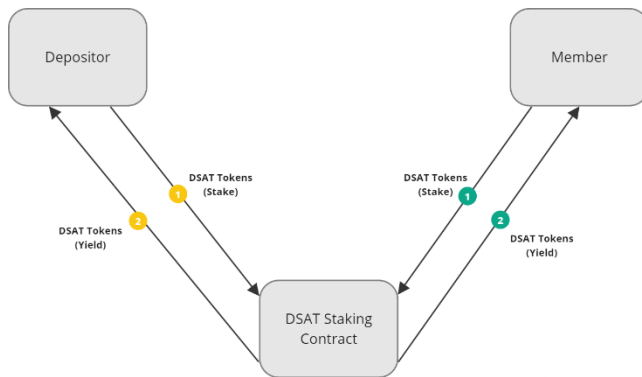 Depositor
Member
DSAT Tokens
(Stake)
1
DSAT Tokens
(Stake)
1
2
DSAT Tokens
(Yield)
2
DSAT Tokens
(Yield)
DSAT Staking
Contract